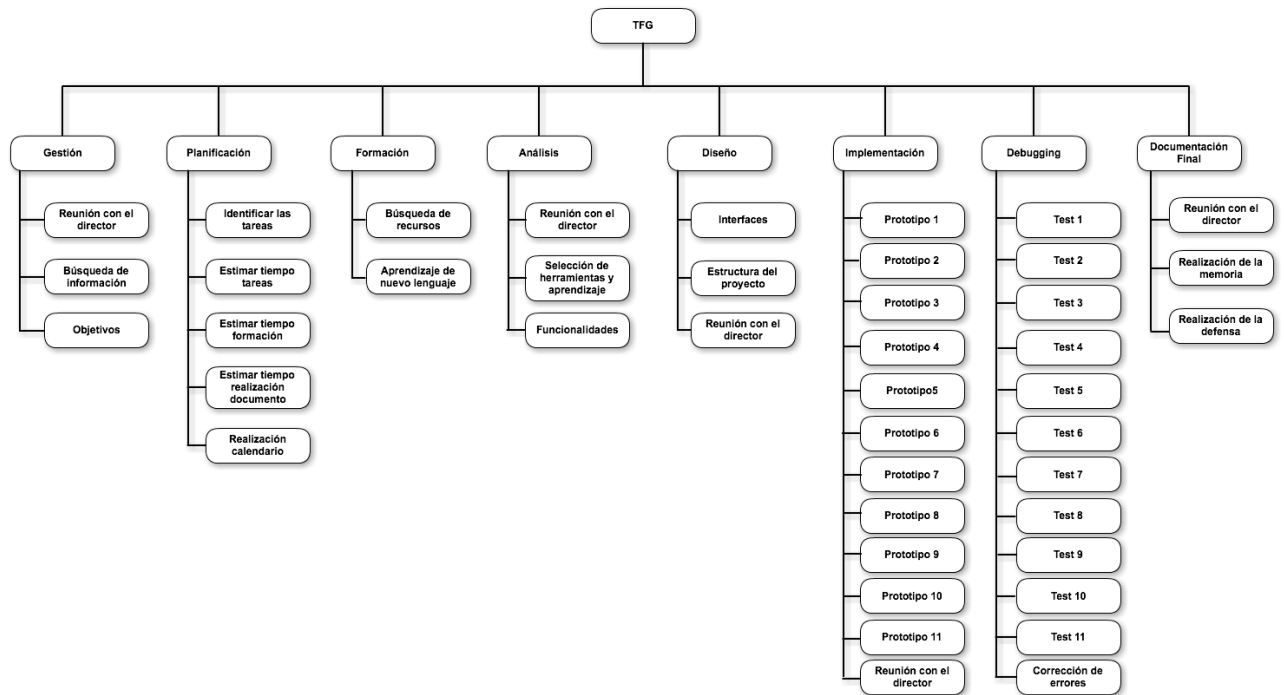 TFG
Gestión
Reunión con el
director
Búsqueda de
información
Objetivos
Planificación
Identificar las
tareas
Estimar tiempo
tareas
Estimar tiempo
formación
Estimar tiempo
realización
documento
Realización
calendario
Formación
Búsqueda de
recursos
Aprendizaje de
nuevo lenguaje
Análisis
Reunión con el
director
Selección de
herramientas y
aprendizaje
Funcionalidades
Diseño
Interfaces
Estructura del
proyecto
Reunión con el
director
Implementación
Prototipo 1
Prototipo 2
Prototipo 3
Prototipo 4
Prototipo5
Prototipo 6
Prototipo 7
Prototipo 8
Prototipo 9
Prototipo 10
Prototipo 11
Reunión con el
director
Debugging
Test 1
Test 2
Test 3
Test 4
Test 5
Test 6
Test 7
Test 8
Test 9
Test 10
Test 11
Corrección de
errores
Documentación
Final
Reunión con el
director
Realización de la
memoria
Realización de la
defensa